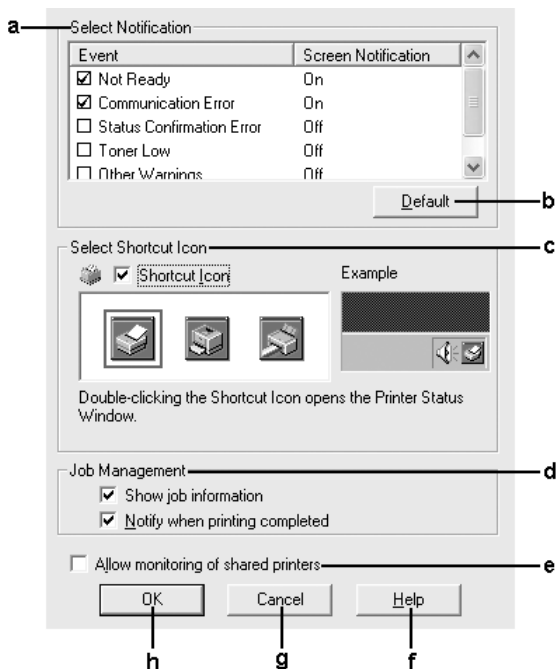 a
Select Notification
Event Screen Notification
Not Ready On
Communication Error On
Status Confirmation Error Off
Toner Low Off
Other Warnings Off
Default
b
Select Shortcut Icon
c
Shortcut Icon Example
Double-clicking the Shortcut Icon opens the Printer Status
Window.
Job Management
d
Show job information
Notify when printing completed
Allow monitoring of shared printers
e
OK Cancel Help
h g f